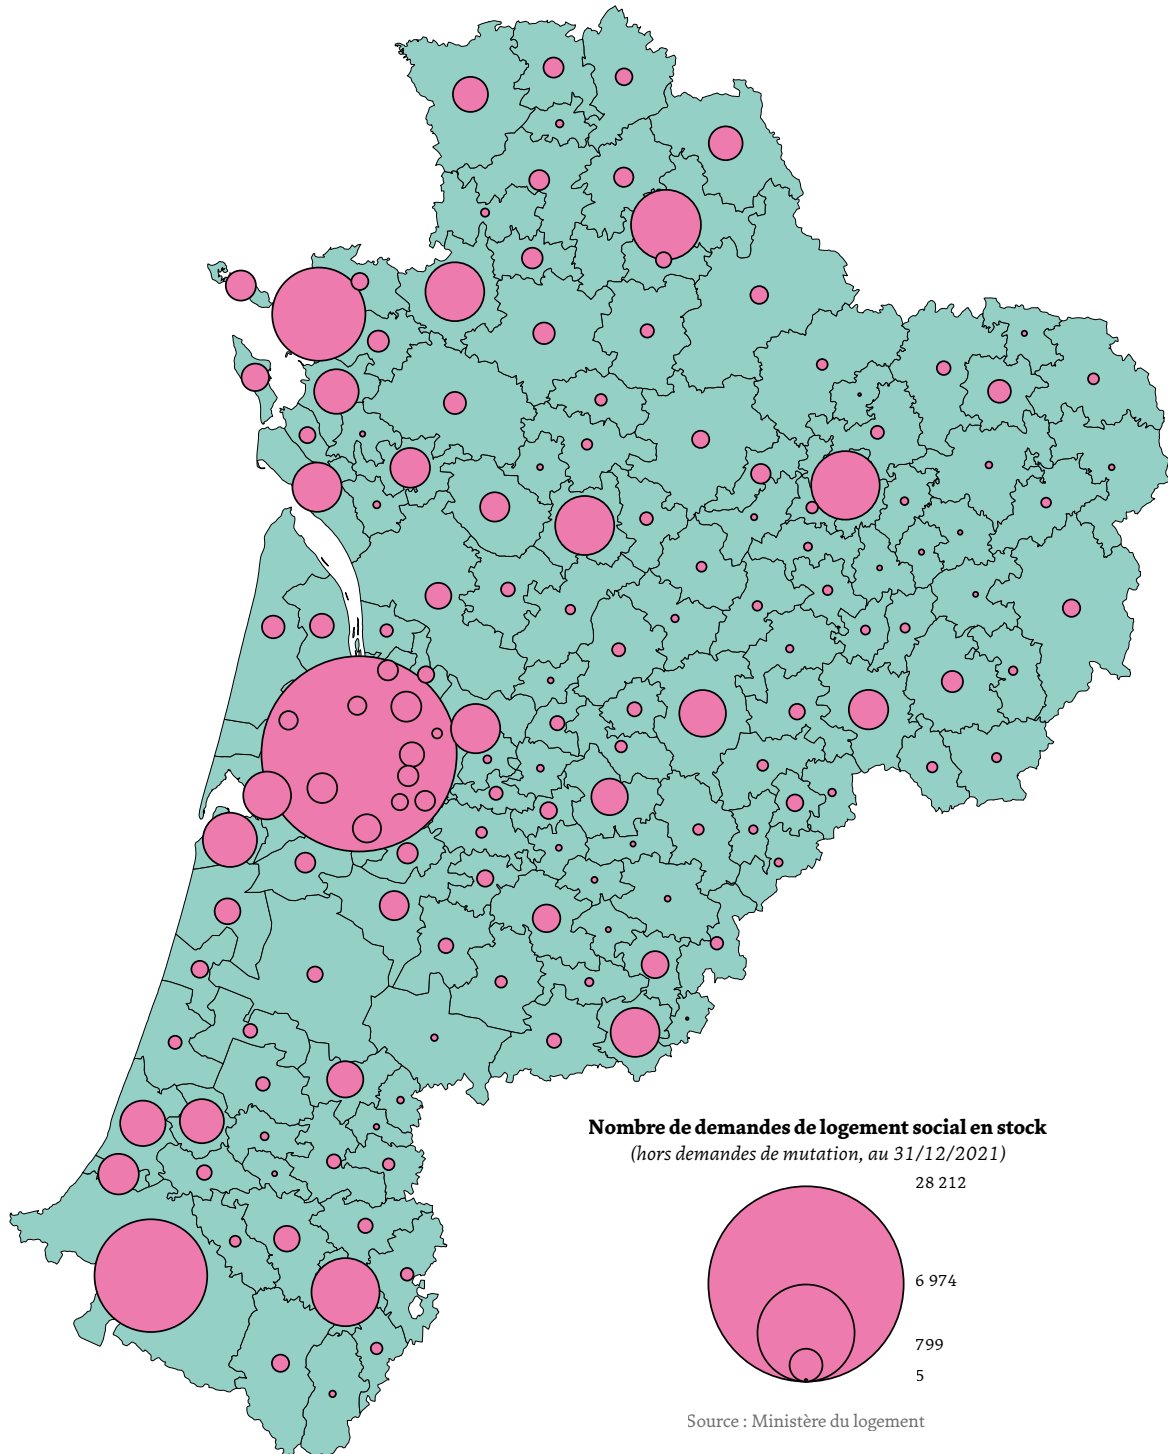 Nombre de demandes de logement social en stock
(hors demandes de mutation, au 31/12/2021)
28 212
6 974
799
5
Source : Ministère du logement